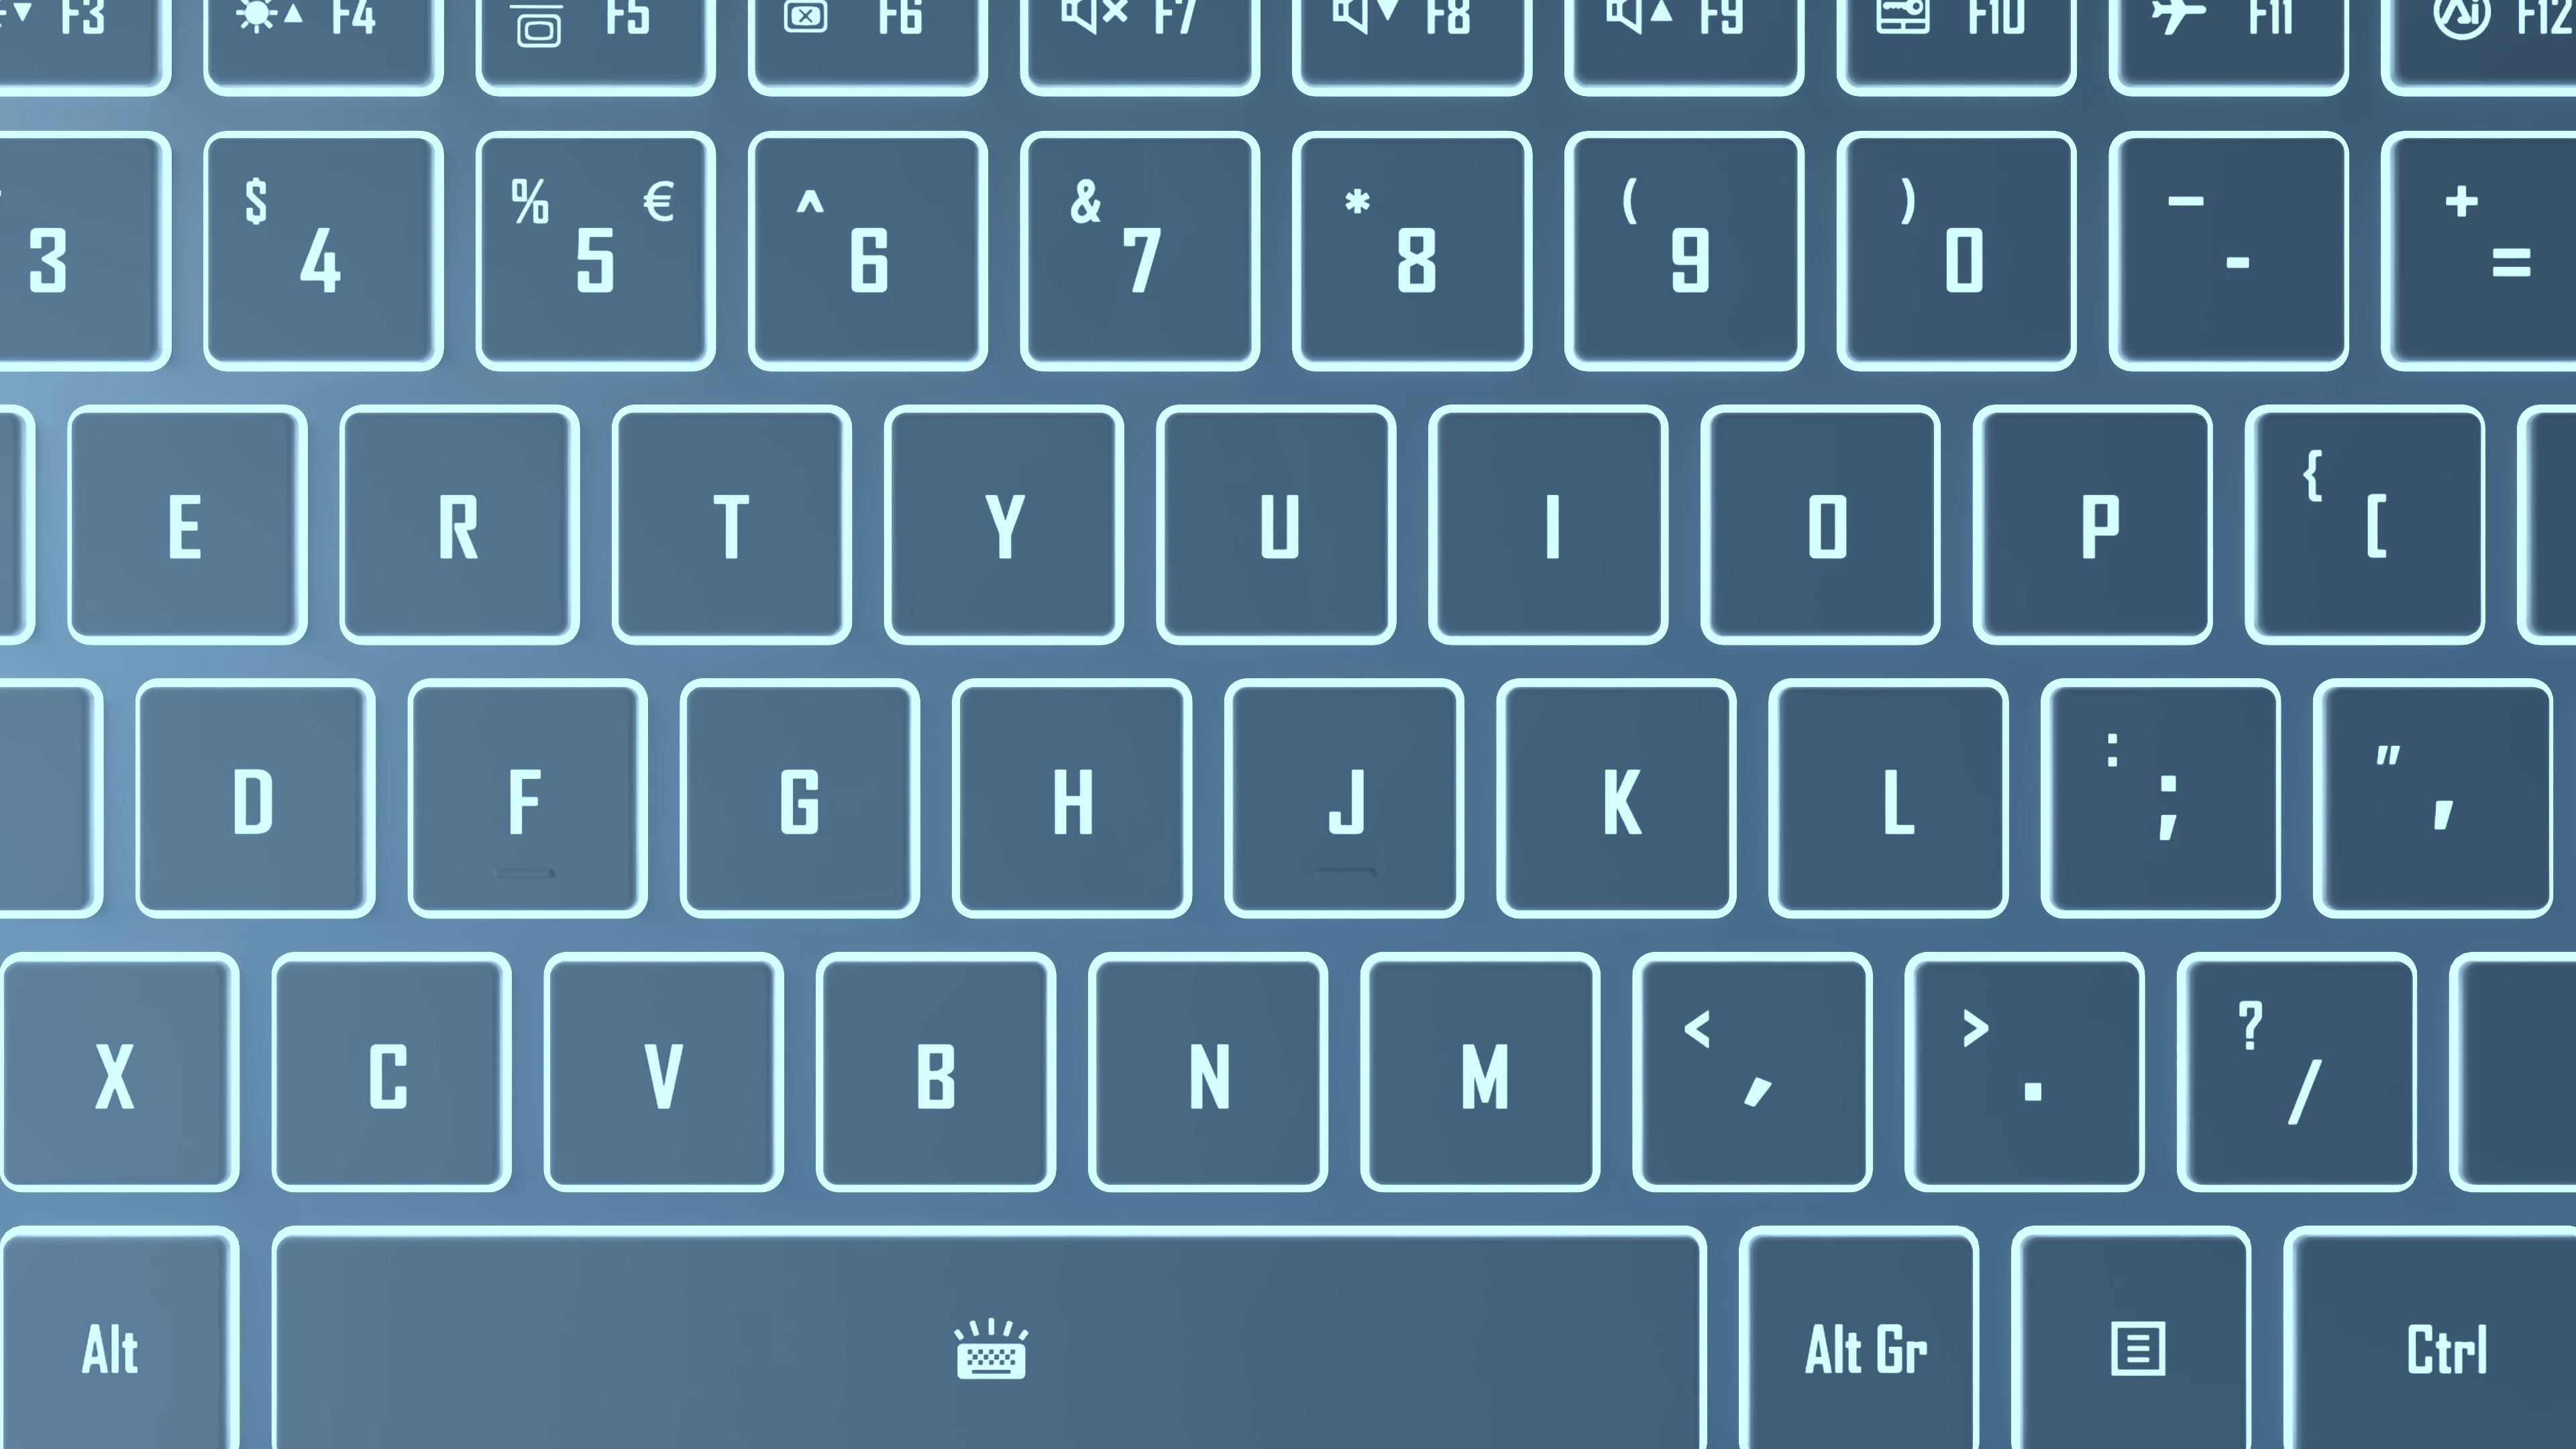 F3 F4 F5 F6 F7 F8 F9 F10 F11 F12
3 $ 4 % 5 € ^ 6 & 7 * 8 ( 9 ) 0 _ - + =
E R T Y U I O P { [
D F G H J K L : ; " '
X C V B N M < , > . ? /
Alt Alt Gr Ctrl